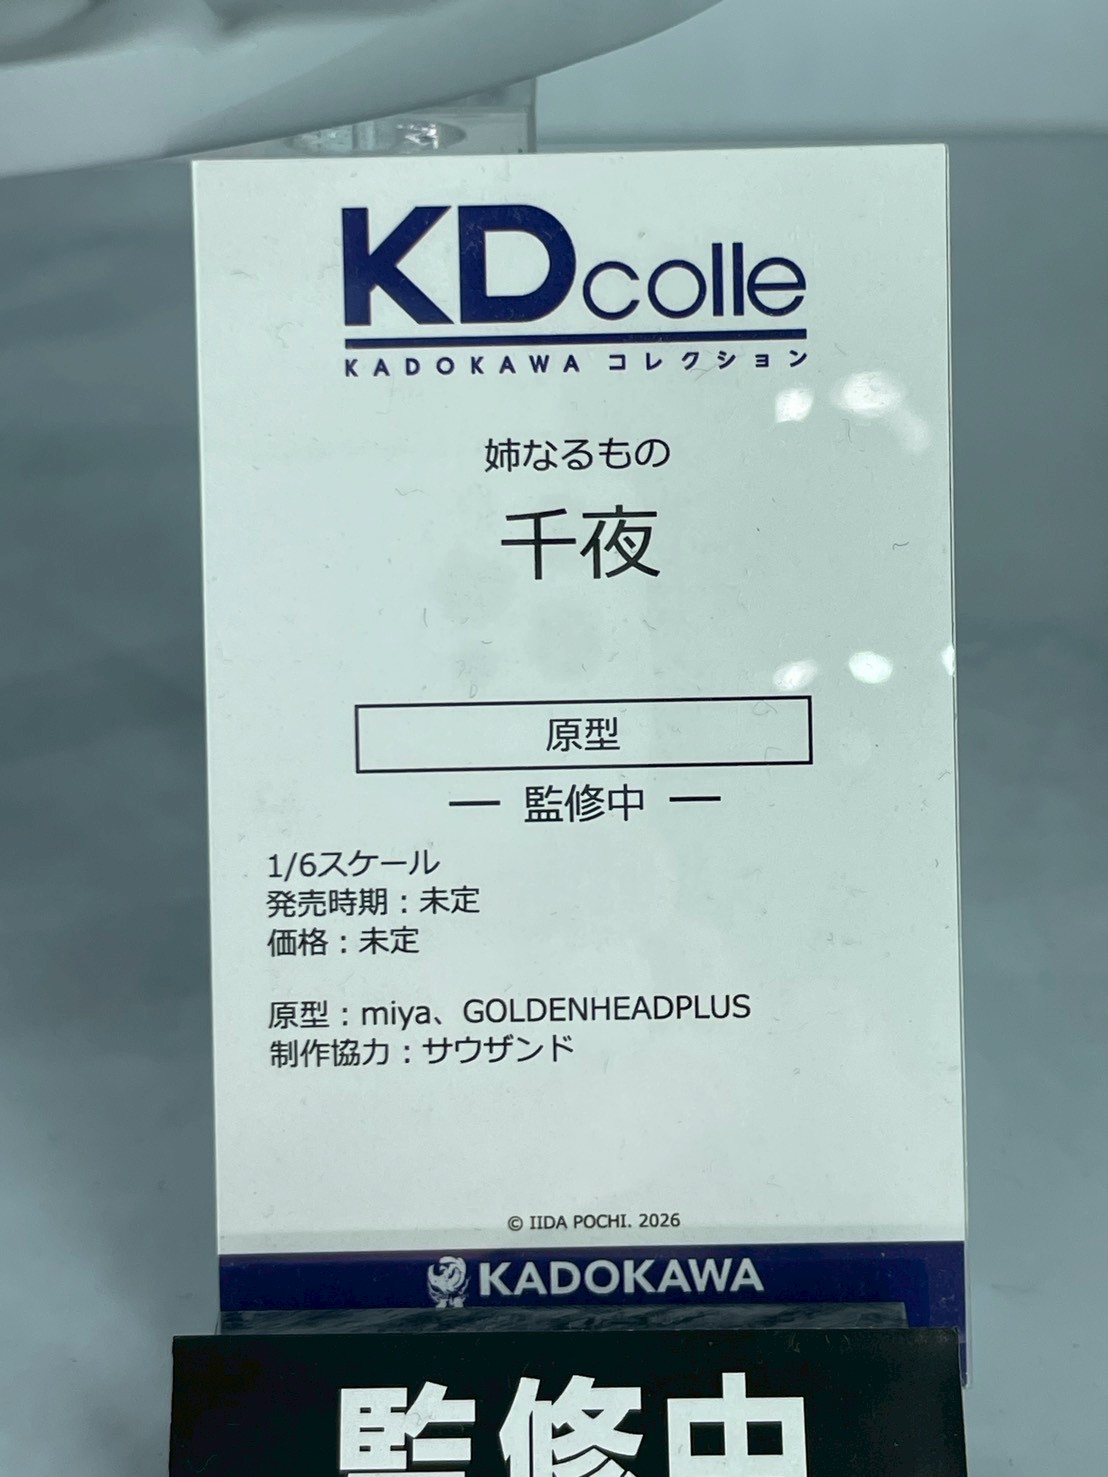 KDcolle
KADOKAWA コレクション
姉なるもの
千夜
原型
― 監修中 ―
1/6スケール
発売時期：未定
価格：未定
原型：miya、GOLDENHEADPLUS
制作協力：サウザンド
© IIDA POCHI. 2026
KADOKAWA
監修中